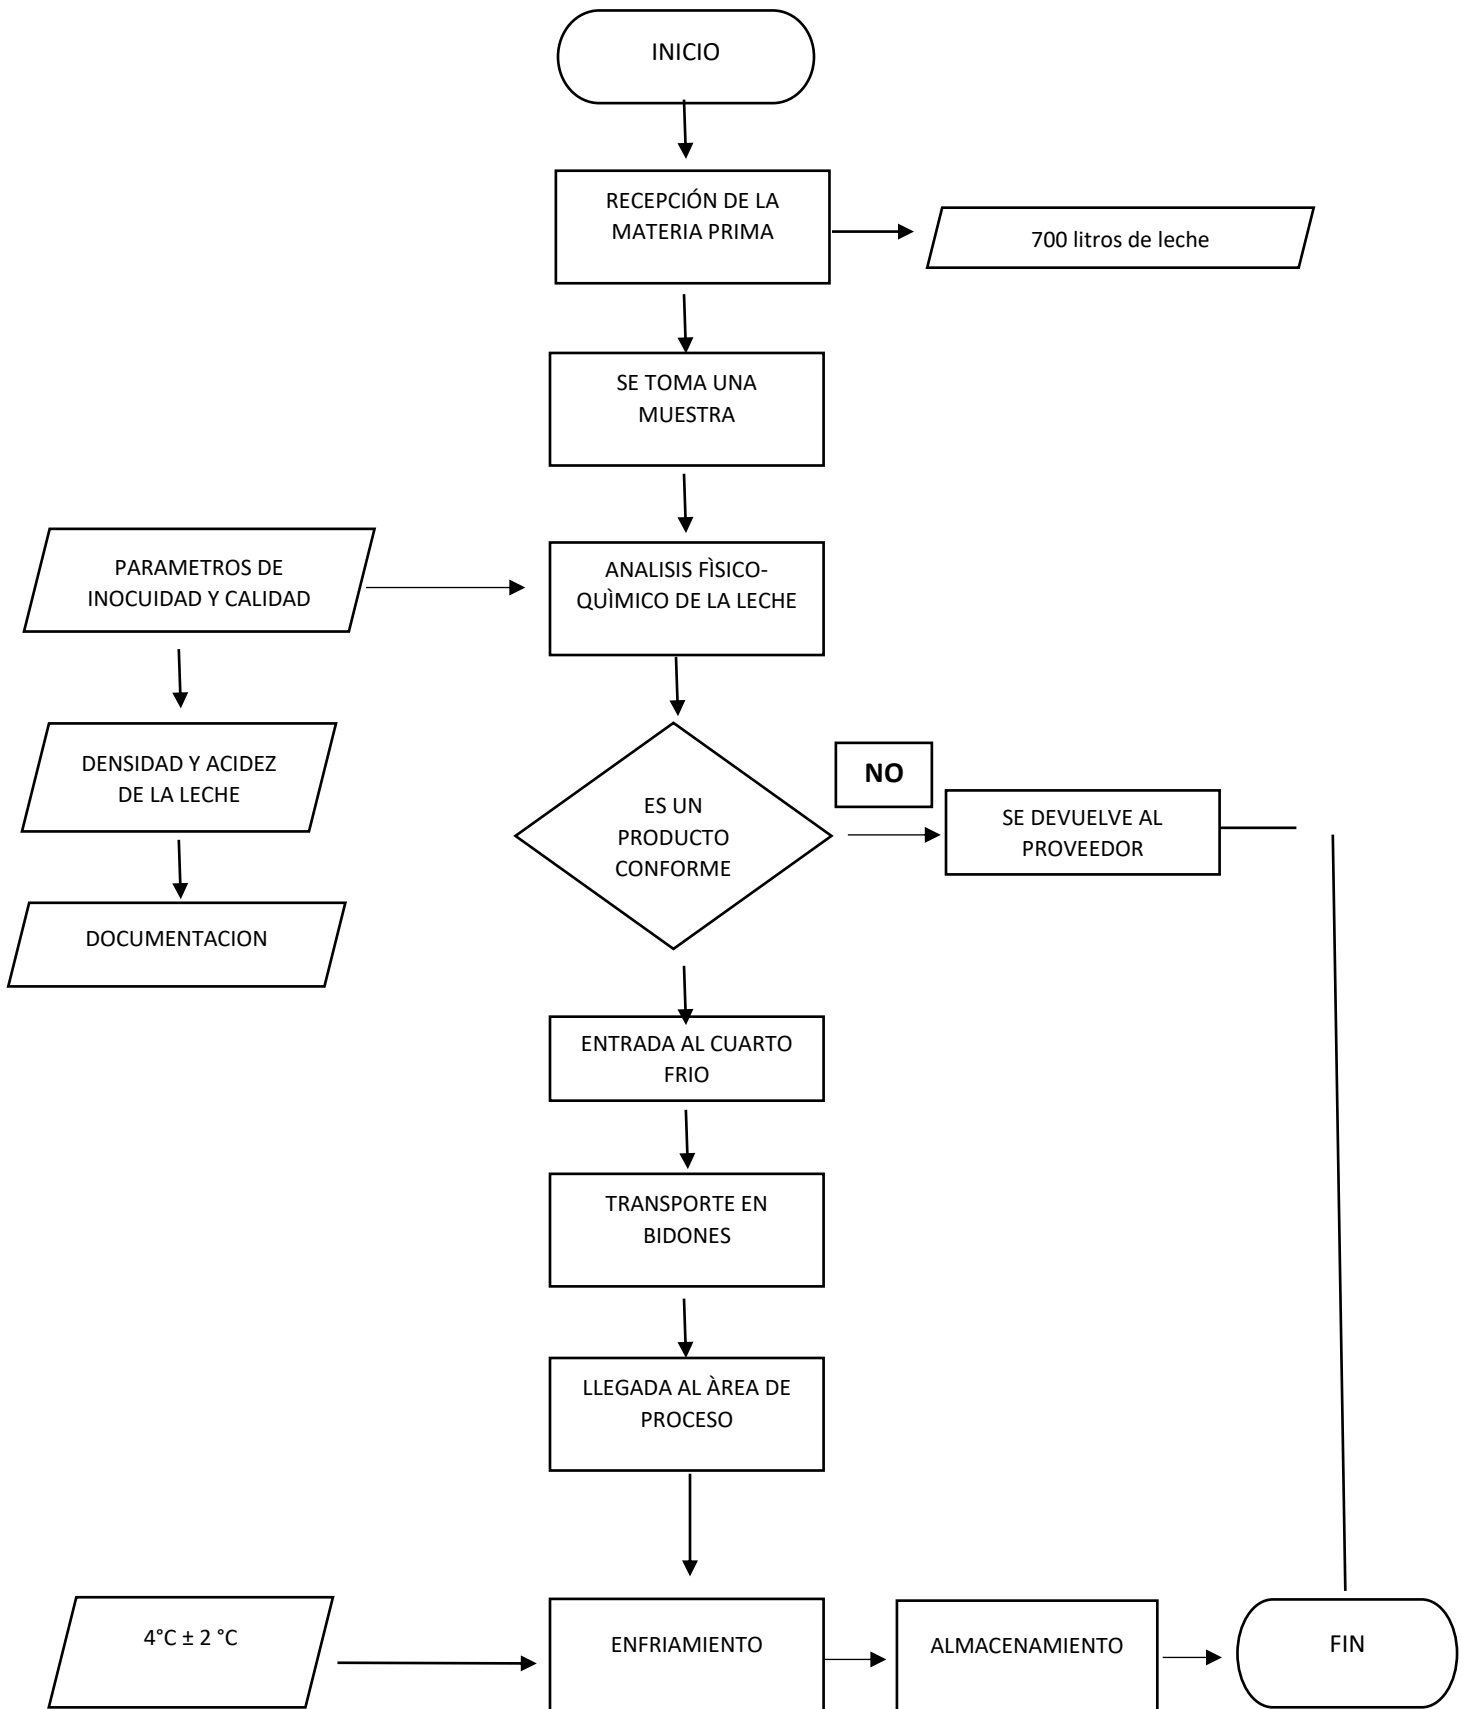 INICIO
RECEPCIÓN DE LA
MATERIA PRIMA
700 litros de leche
SE TOMA UNA
MUESTRA
PARAMETROS DE
INOCUIDAD Y CALIDAD
ANALISIS FÌSICO-
QUÌMICO DE LA LECHE
DENSIDAD Y ACIDEZ
DE LA LECHE
DOCUMENTACION
ES UN
PRODUCTO
CONFORME
NO
SE DEVUELVE AL
PROVEEDOR
ENTRADA AL CUARTO
FRIO
TRANSPORTE EN
BIDONES
LLEGADA AL ÀREA DE
PROCESO
4°C ± 2 °C
ENFRIAMIENTO
ALMACENAMIENTO
FIN